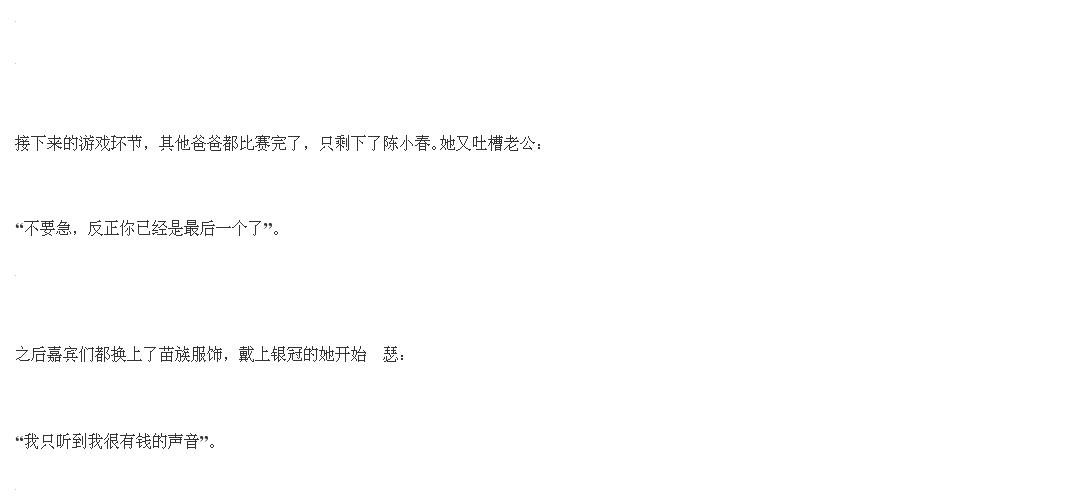 接下来的游戏环节，其他爸爸都比赛完了，只剩下了陈小春。她又吐槽老公：
“不要急，反正你已经是最后一个了”。
之后嘉宾们都换上了苗族服饰，戴上银冠的她开始　瑟：
“我只听到我很有钱的声音”。